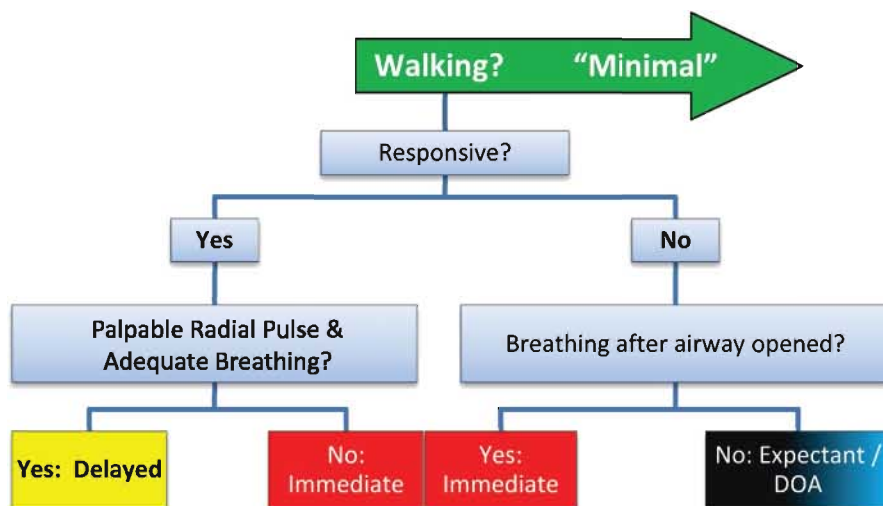 Walking? “Minimal”
Responsive?
Yes
No
Palpable Radial Pulse &
Adequate Breathing?
Breathing after airway opened?
Yes: Delayed
No:
Immediate
Yes:
Immediate
No: Expectant /
DOA